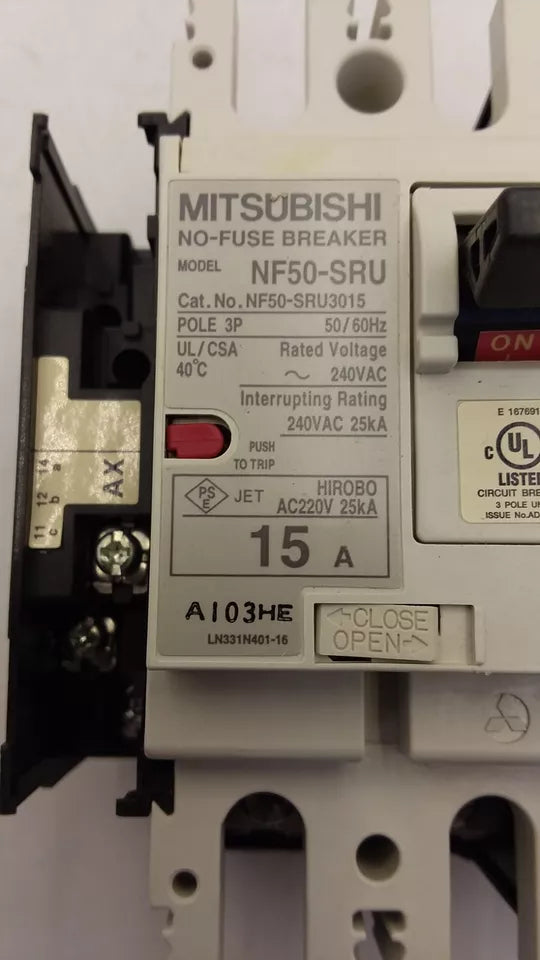 MITSUBISHI
NO-FUSE BREAKER
MODEL NF50-SRU
Cat.No. NF50-SRU3015
POLE 3P 50/60Hz
UL/CSA Rated Voltage
40°C ～ 240VAC
Interrupting Rating
240VAC 25kA
PUSH
TO TRIP
PS
E
JET HIROBO
AC220V 25kA
15 A
A103HE
LN331N401-16
←CLOSE
OPEN→
ON
E 167691
C UL
LISTE
CIRCUIT BRE
3 POLE UN
ISSUE No.AD
AX
14 a
12 b
11 c